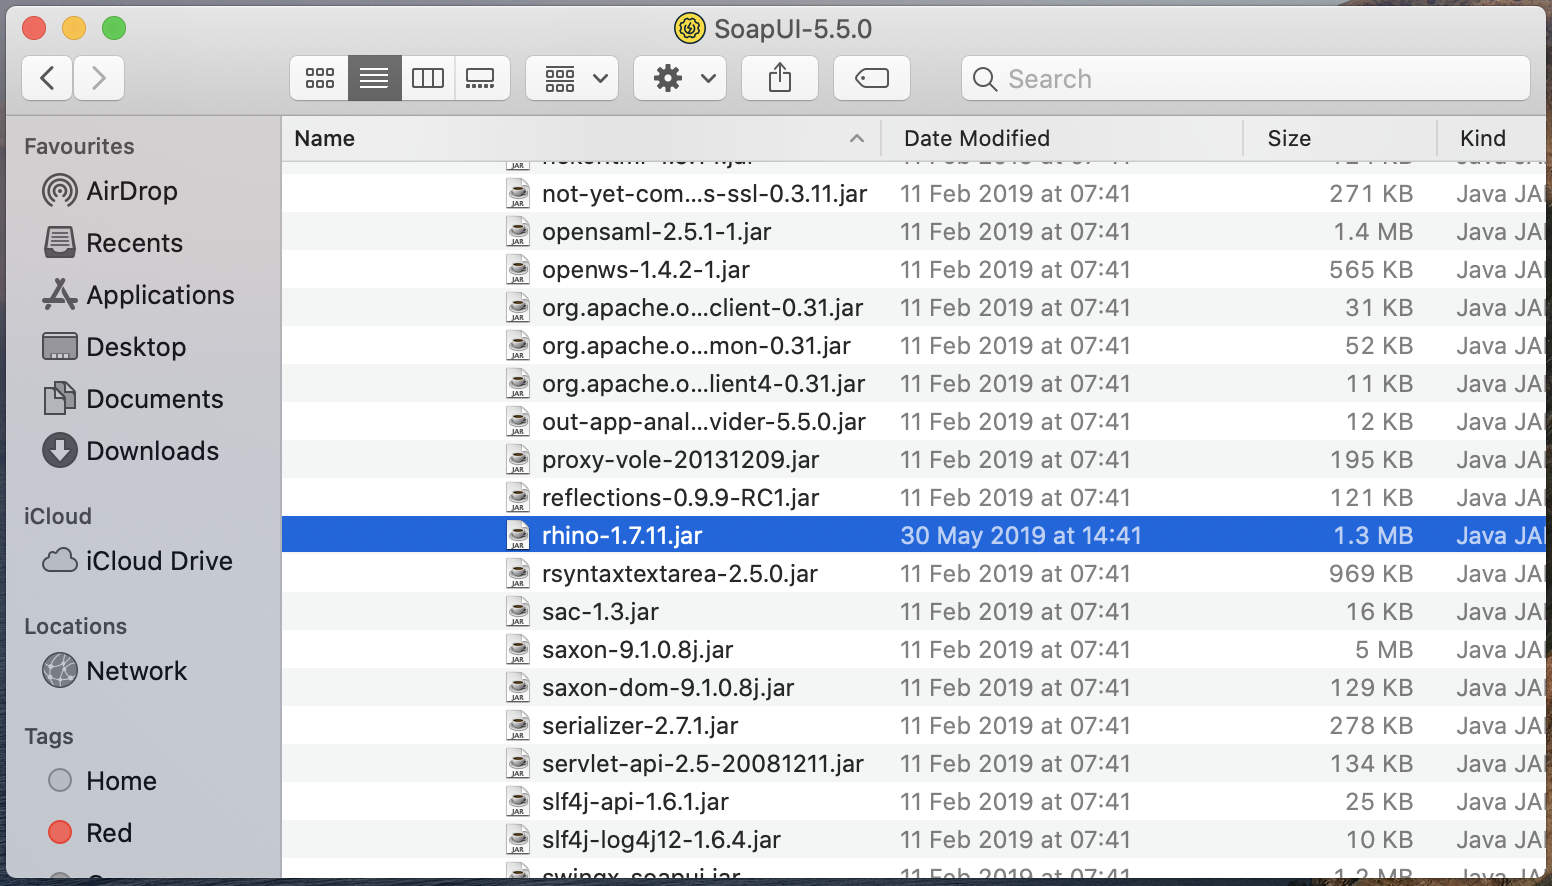 SoapUI-5.5.0
Search
Favourites
AirDrop
Recents
Applications
Desktop
Documents
Downloads
iCloud
iCloud Drive
Locations
Network
Tags
Home
Red
Name Date Modified Size Kind
not-yet-com...s-ssl-0.3.11.jar 11 Feb 2019 at 07:41 271 KB Java JA
opensaml-2.5.1-1.jar 11 Feb 2019 at 07:41 1.4 MB Java JA
openws-1.4.2-1.jar 11 Feb 2019 at 07:41 565 KB Java JA
org.apache.o...client-0.31.jar 11 Feb 2019 at 07:41 31 KB Java JA
org.apache.o...mon-0.31.jar 11 Feb 2019 at 07:41 52 KB Java JA
org.apache.o...lient4-0.31.jar 11 Feb 2019 at 07:41 11 KB Java JA
out-app-anal...vider-5.5.0.jar 11 Feb 2019 at 07:41 12 KB Java JA
proxy-vole-20131209.jar 11 Feb 2019 at 07:41 195 KB Java JA
reflections-0.9.9-RC1.jar 11 Feb 2019 at 07:41 121 KB Java JA
rhino-1.7.11.jar 30 May 2019 at 14:41 1.3 MB Java JA
rsyntaxtextarea-2.5.0.jar 11 Feb 2019 at 07:41 969 KB Java JA
sac-1.3.jar 11 Feb 2019 at 07:41 16 KB Java JA
saxon-9.1.0.8j.jar 11 Feb 2019 at 07:41 5 MB Java JA
saxon-dom-9.1.0.8j.jar 11 Feb 2019 at 07:41 129 KB Java JA
serializer-2.7.1.jar 11 Feb 2019 at 07:41 278 KB Java JA
servlet-api-2.5-20081211.jar 11 Feb 2019 at 07:41 134 KB Java JA
slf4j-api-1.6.1.jar 11 Feb 2019 at 07:41 25 KB Java JA
slf4j-log4j12-1.6.4.jar 11 Feb 2019 at 07:41 10 KB Java JA
swingx-soapui.jar 11 Feb 2019 at 07:41 1.2 MB Java JA